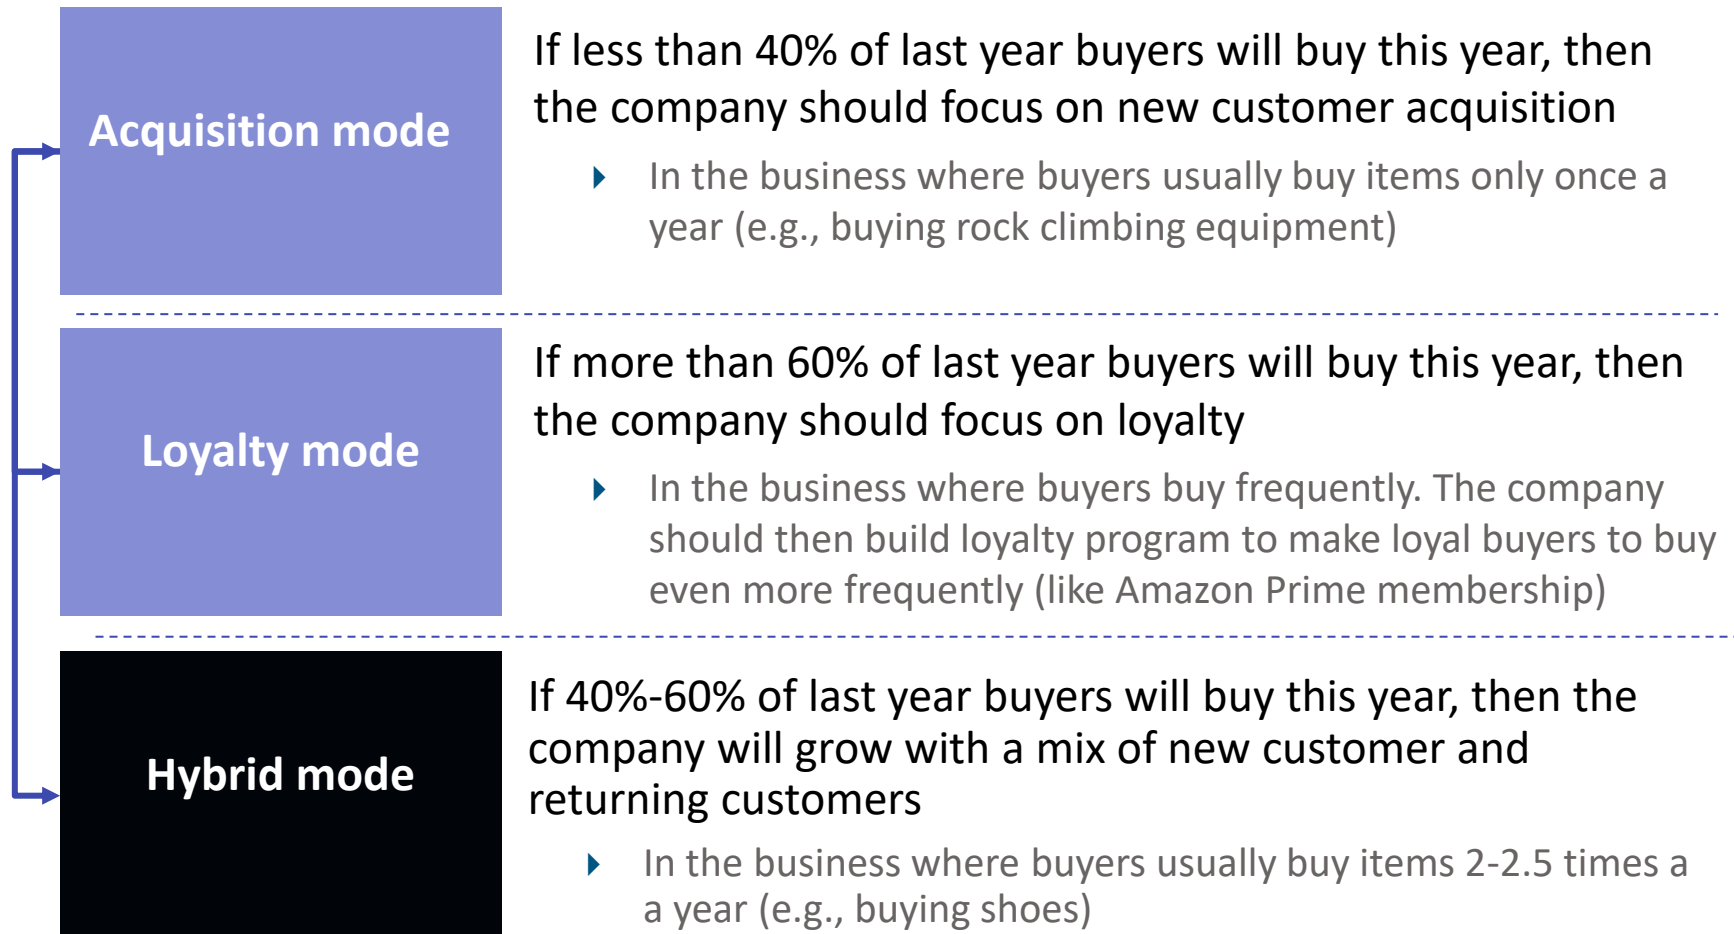 Acquisition mode
If less than 40% of last year buyers will buy this year, then
the company should focus on new customer acquisition
In the business where buyers usually buy items only once a
year (e.g., buying rock climbing equipment)
Loyalty mode
If more than 60% of last year buyers will buy this year, then
the company should focus on loyalty
In the business where buyers buy frequently. The company
should then build loyalty program to make loyal buyers to buy
even more frequently (like Amazon Prime membership)
Hybrid mode
If 40%-60% of last year buyers will buy this year, then the
company will grow with a mix of new customer and
returning customers
In the business where buyers usually buy items 2-2.5 times a
a year (e.g., buying shoes)